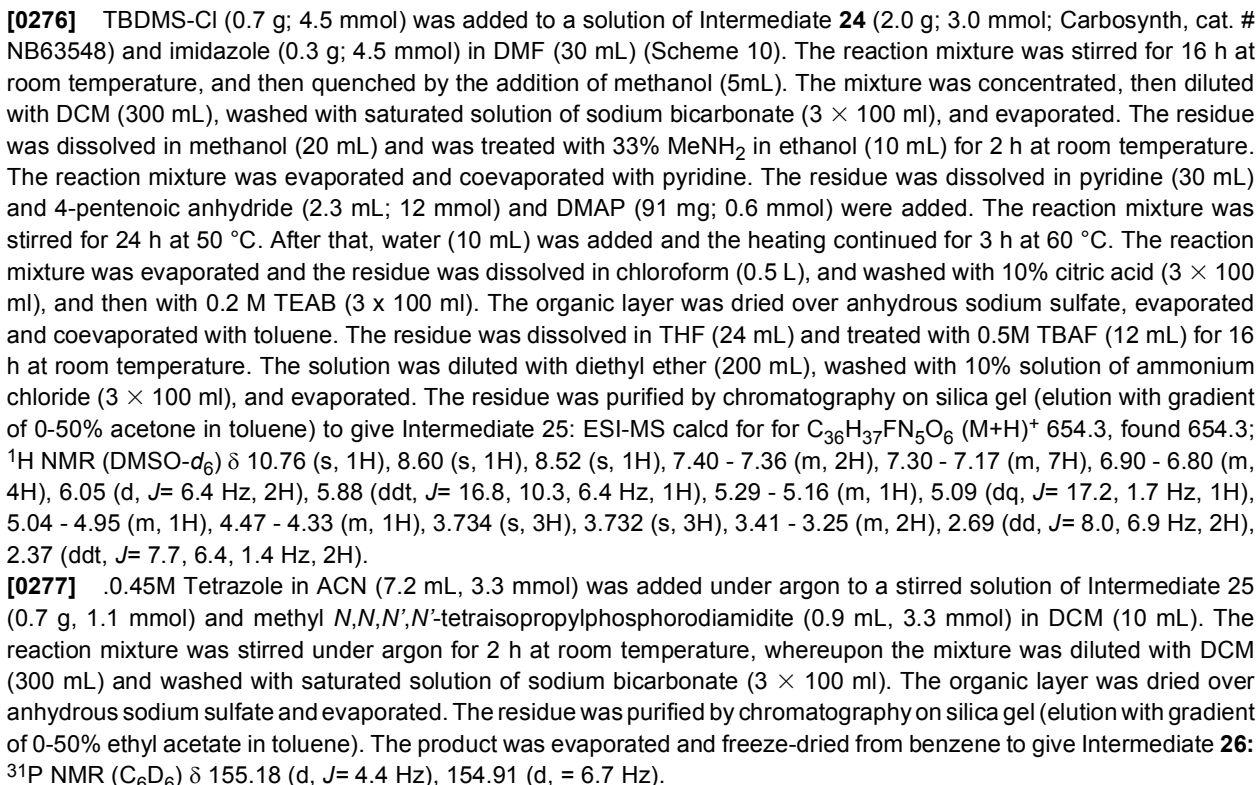 [0276] TBDMS-Cl (0.7 g; 4.5 mmol) was added to a solution of Intermediate 24 (2.0 g; 3.0 mmol; Carbosynth, cat. #
NB63548) and imidazole (0.3 g; 4.5 mmol) in DMF (30 mL) (Scheme 10). The reaction mixture was stirred for 16 h at
room temperature, and then quenched by the addition of methanol (5mL). The mixture was concentrated, then diluted
with DCM (300 mL), washed with saturated solution of sodium bicarbonate (3 × 100 ml), and evaporated. The residue
was dissolved in methanol (20 mL) and was treated with 33% MeNH₂ in ethanol (10 mL) for 2 h at room temperature.
The reaction mixture was evaporated and coevaporated with pyridine. The residue was dissolved in pyridine (30 mL)
and 4-pentenoic anhydride (2.3 mL; 12 mmol) and DMAP (91 mg; 0.6 mmol) were added. The reaction mixture was
stirred for 24 h at 50 °C. After that, water (10 mL) was added and the heating continued for 3 h at 60 °C. The reaction
mixture was evaporated and the residue was dissolved in chloroform (0.5 L), and washed with 10% citric acid (3 × 100
ml), and then with 0.2 M TEAB (3 x 100 ml). The organic layer was dried over anhydrous sodium sulfate, evaporated
and coevaporated with toluene. The residue was dissolved in THF (24 mL) and treated with 0.5M TBAF (12 mL) for 16
h at room temperature. The solution was diluted with diethyl ether (200 mL), washed with 10% solution of ammonium
chloride (3 × 100 ml), and evaporated. The residue was purified by chromatography on silica gel (elution with gradient
of 0-50% acetone in toluene) to give Intermediate 25: ESI-MS calcd for for C₃₆H₃₇FN₅O₆ (M+H)⁺ 654.3, found 654.3;
¹H NMR (DMSO-d₆) δ 10.76 (s, 1H), 8.60 (s, 1H), 8.52 (s, 1H), 7.40 - 7.36 (m, 2H), 7.30 - 7.17 (m, 7H), 6.90 - 6.80 (m,
4H), 6.05 (d, J= 6.4 Hz, 2H), 5.88 (ddt, J= 16.8, 10.3, 6.4 Hz, 1H), 5.29 - 5.16 (m, 1H), 5.09 (dq, J= 17.2, 1.7 Hz, 1H),
5.04 - 4.95 (m, 1H), 4.47 - 4.33 (m, 1H), 3.734 (s, 3H), 3.732 (s, 3H), 3.41 - 3.25 (m, 2H), 2.69 (dd, J= 8.0, 6.9 Hz, 2H),
2.37 (ddt, J= 7.7, 6.4, 1.4 Hz, 2H).
[0277] .0.45M Tetrazole in ACN (7.2 mL, 3.3 mmol) was added under argon to a stirred solution of Intermediate 25
(0.7 g, 1.1 mmol) and methyl N,N,N',N'-tetraisopropylphosphorodiamidite (0.9 mL, 3.3 mmol) in DCM (10 mL). The
reaction mixture was stirred under argon for 2 h at room temperature, whereupon the mixture was diluted with DCM
(300 mL) and washed with saturated solution of sodium bicarbonate (3 × 100 ml). The organic layer was dried over
anhydrous sodium sulfate and evaporated. The residue was purified by chromatography on silica gel (elution with gradient
of 0-50% ethyl acetate in toluene). The product was evaporated and freeze-dried from benzene to give Intermediate 26:
³¹P NMR (C₆D₆) δ 155.18 (d, J= 4.4 Hz), 154.91 (d, = 6.7 Hz).